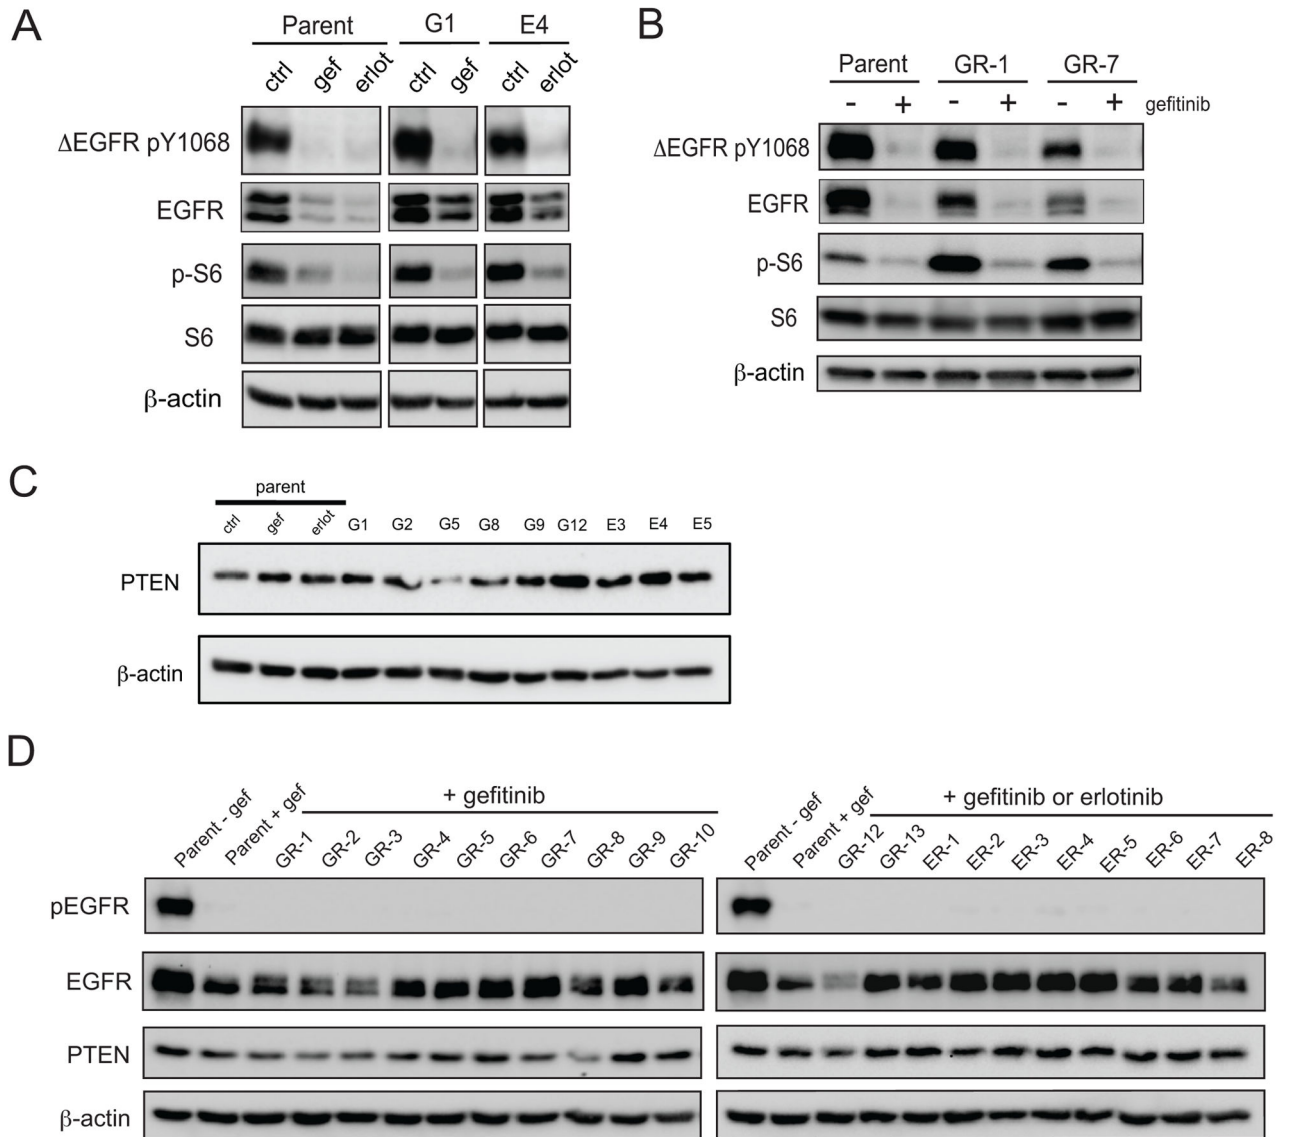 A
Parent G1 E4
ctrl gef erlot ctrl gef ctrl erlot
ΔEGFR pY1068
EGFR
p-S6
S6
β-actin
B
Parent GR-1 GR-7
- + - + - + gefitinib
ΔEGFR pY1068
EGFR
p-S6
S6
β-actin
C
parent
ctrl gef erlot G1 G2 G5 G8 G9 G12 E3 E4 E5
PTEN
β-actin
D
+ gefitinib
Parent - gef Parent + gef GR-1 GR-2 GR-3 GR-4 GR-5 GR-6 GR-7 GR-8 GR-9 GR-10
+ gefitinib or erlotinib
Parent - gef Parent + gef GR-12 GR-13 ER-1 ER-2 ER-3 ER-4 ER-5 ER-6 ER-7 ER-8
pEGFR
EGFR
PTEN
β-actin